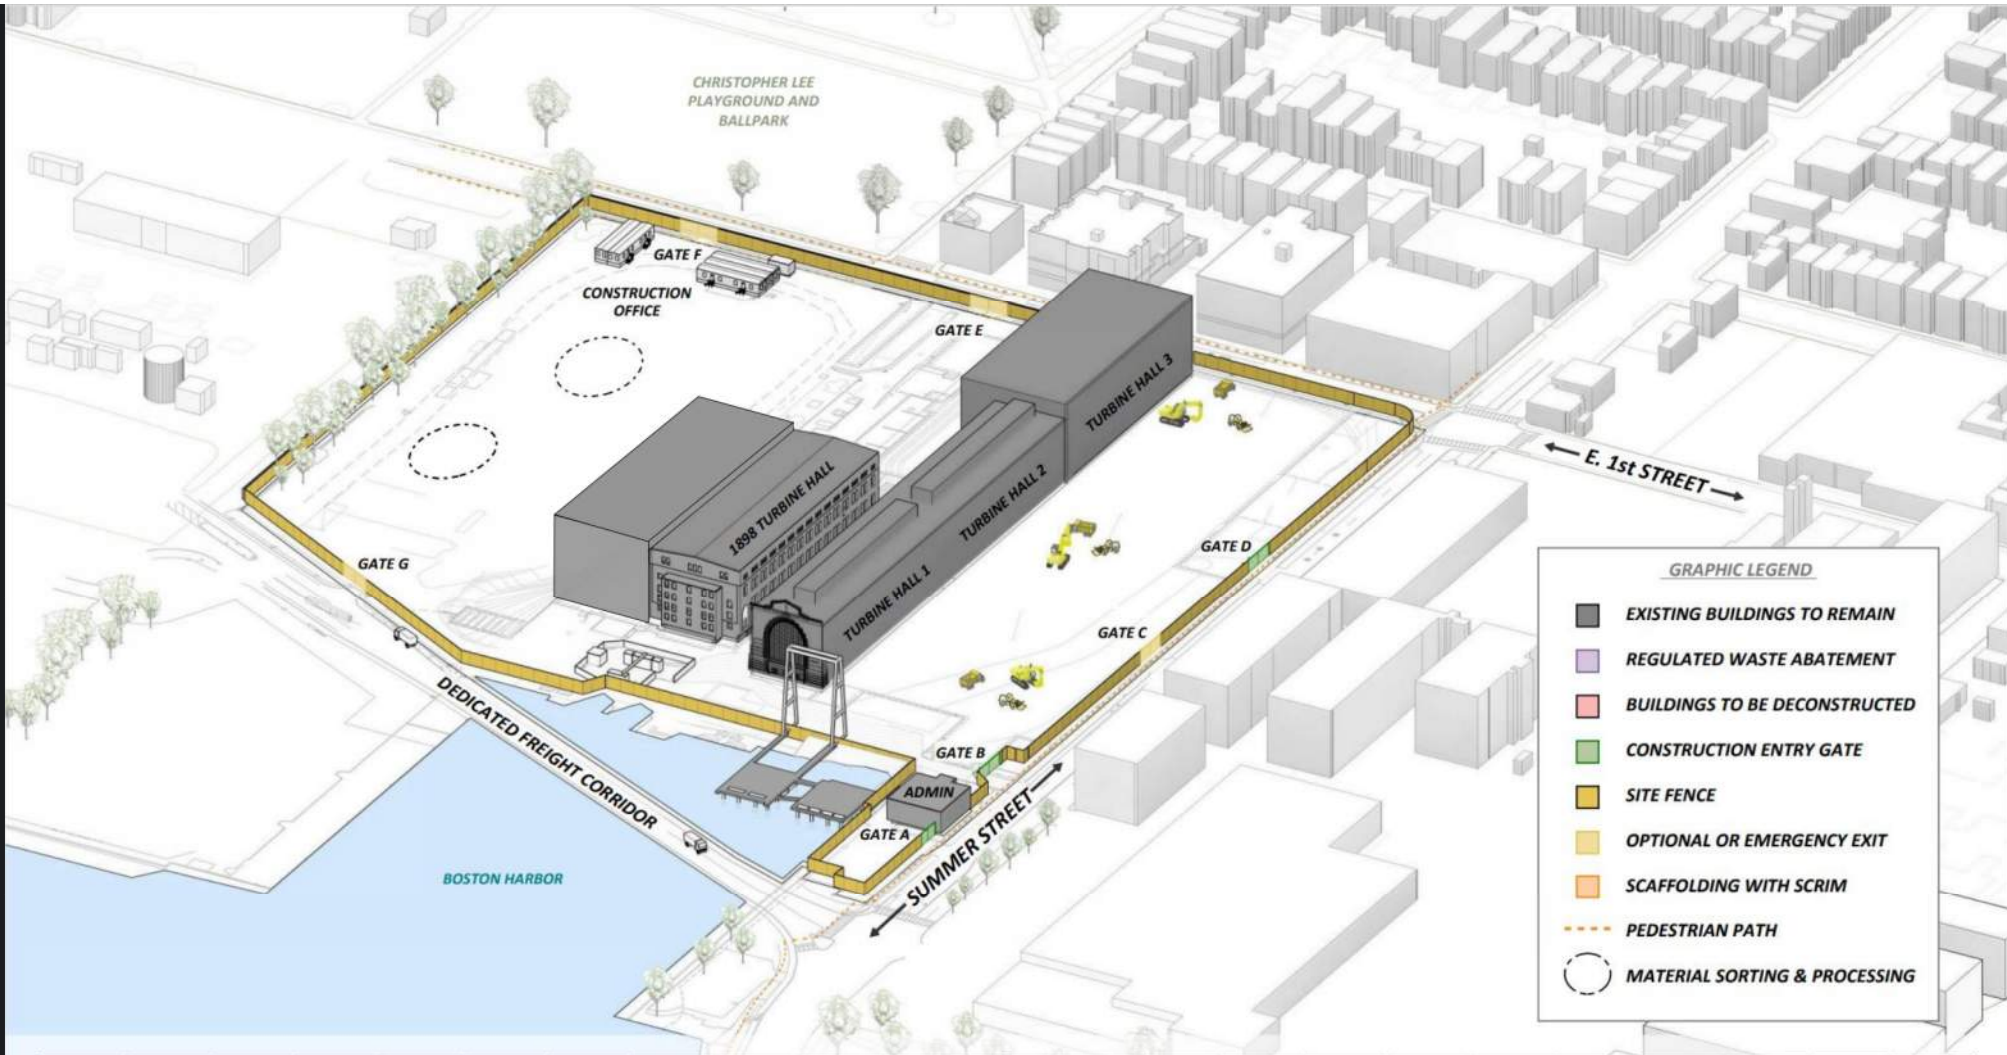 CHRISTOPHER LEE
PLAYGROUND AND
BALLPARK
GATE F
CONSTRUCTION
OFFICE
GATE E
TURBINE HALL 3
E. 1st STREET
1898 TURBINE HALL
TURBINE HALL 2
GATE D
GATE G
TURBINE HALL 1
GATE C
DEDICATED FREIGHT CORRIDOR
GATE B
ADMIN
GATE A
SUMMER STREET
BOSTON HARBOR
GRAPHIC LEGEND
EXISTING BUILDINGS TO REMAIN
REGULATED WASTE ABATEMENT
BUILDINGS TO BE DECONSTRUCTED
CONSTRUCTION ENTRY GATE
SITE FENCE
OPTIONAL OR EMERGENCY EXIT
SCAFFOLDING WITH SCRIM
PEDESTRIAN PATH
MATERIAL SORTING & PROCESSING